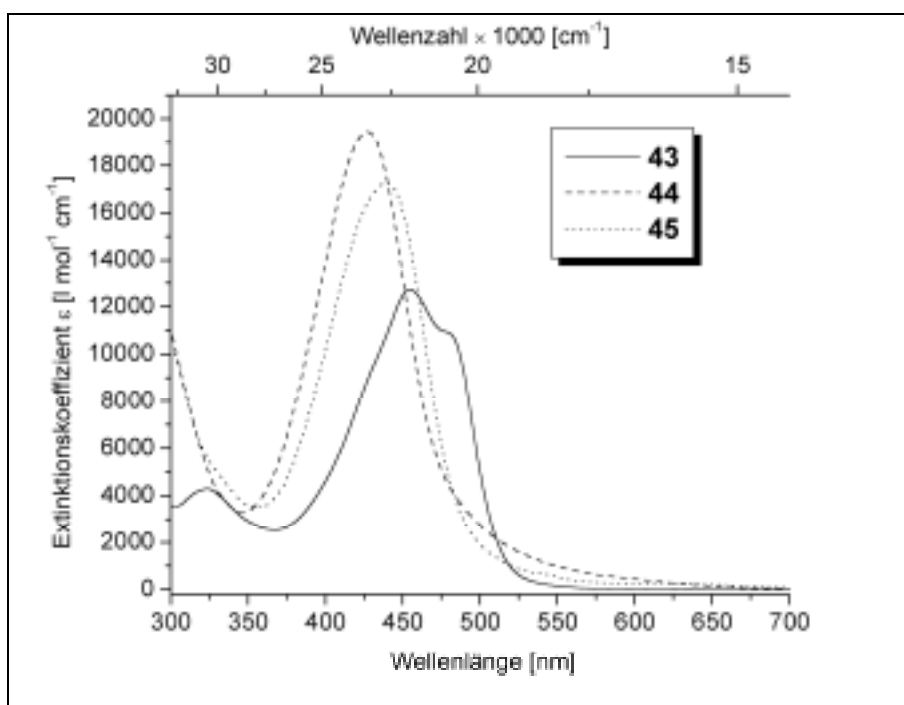 Wellenzahl × 1000 [cm⁻¹]
30 25 20 15
Extinktionskoeffizient ε [l mol⁻¹ cm⁻¹]
20000
18000
16000
14000
12000
10000
8000
6000
4000
2000
0
43
44
45
300 350 400 450 500 550 600 650 700
Wellenlänge [nm]